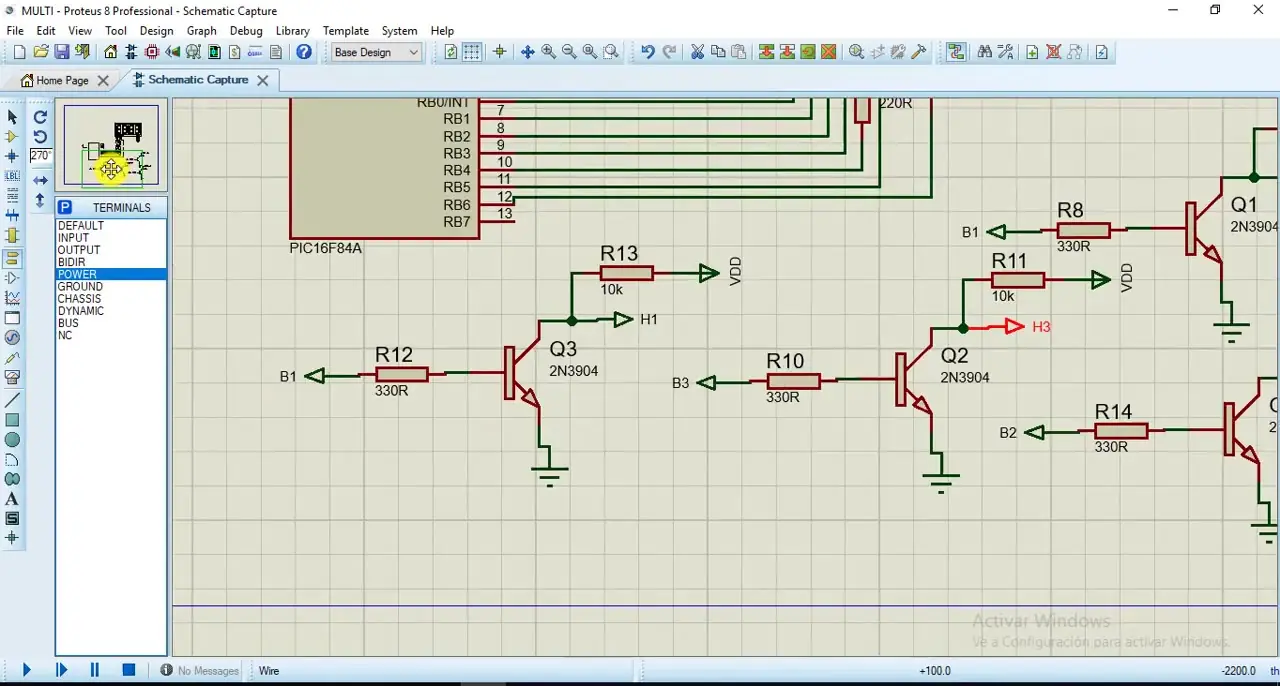 MULTI - Proteus 8 Professional - Schematic Capture
File Edit View Tool Design Graph Debug Library Template System Help
Base Design
Home Page Schematic Capture
270°
LBL
P TERMINALS
DEFAULT
INPUT
OUTPUT
BIDIR
POWER
GROUND
CHASSIS
DYNAMIC
BUS
NC
A
S
RB0/INT
RB1 7
RB2 8
RB3 9
RB4 10
RB5 11
RB6 12
RB7 13
PIC16F84A
220R
R13
10k
VDD
H1
Q3
2N3904
R12
B1
330R
R8
B1
330R
Q1
2N3904
R11
10k
VDD
H3
Q2
2N3904
R10
B3
330R
R14
B2
330R
Activar Windows
Ve a Configuración para activar Windows.
No Messages Wire +100.0 -2200.0 th